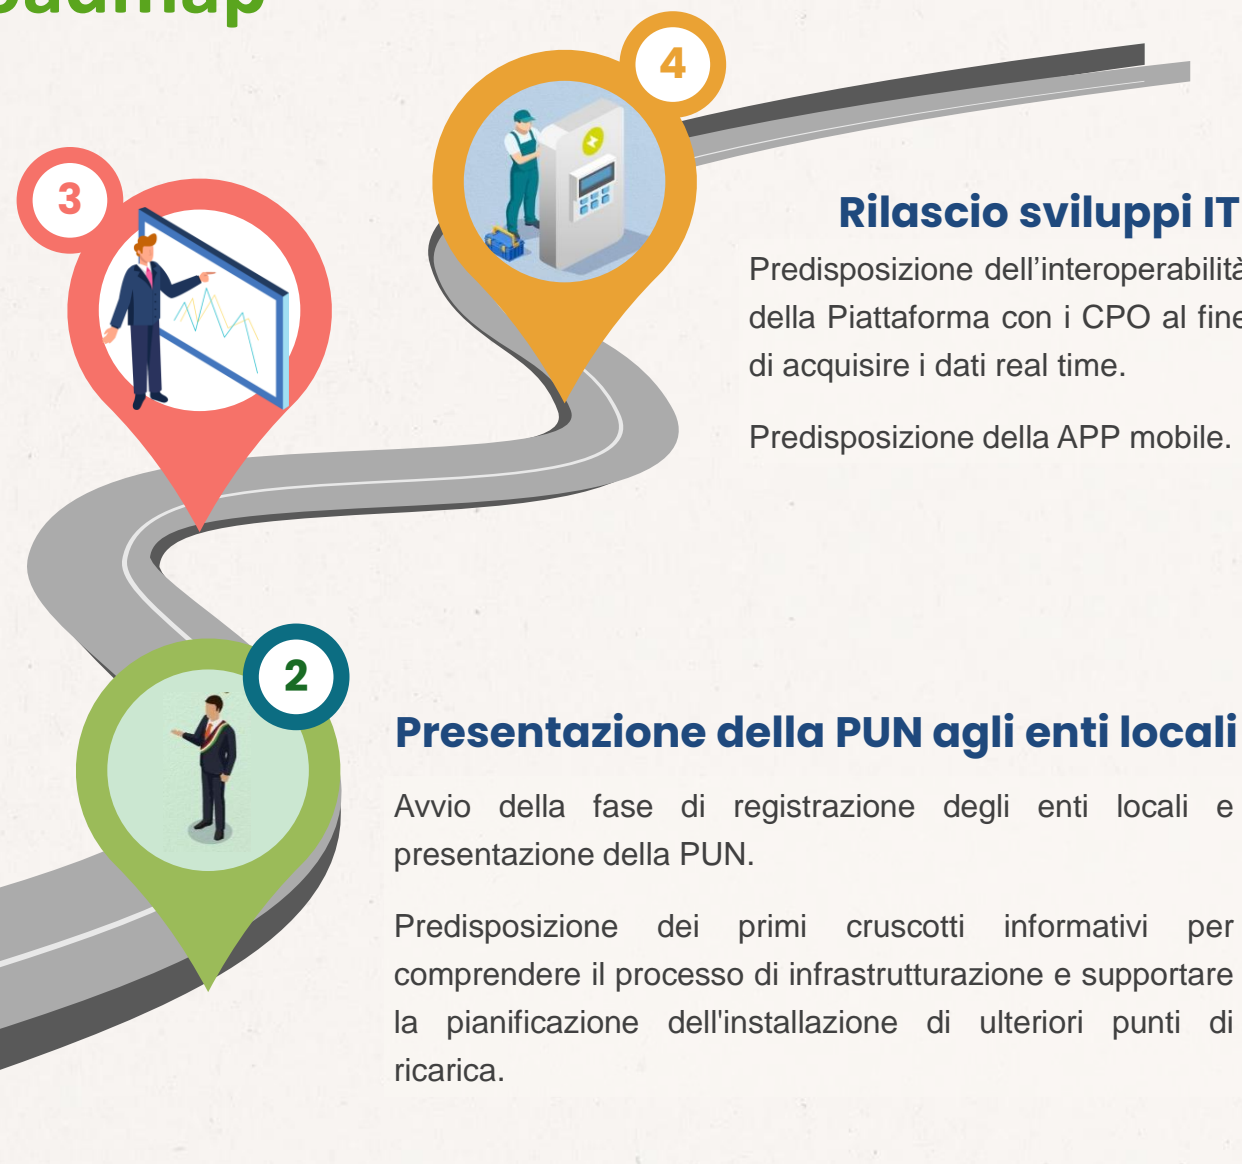 oadmap
4
3
Rilascio sviluppi IT
Predisposizione dell’interoperabilità
della Piattaforma con i CPO al fine
di acquisire i dati real time.
Predisposizione della APP mobile.
2
Presentazione della PUN agli enti locali
Avvio della fase di registrazione degli enti locali e
presentazione della PUN.
Predisposizione dei primi cruscotti informativi per
comprendere il processo di infrastrutturazione e supportare
la pianificazione dell'installazione di ulteriori punti di
ricarica.